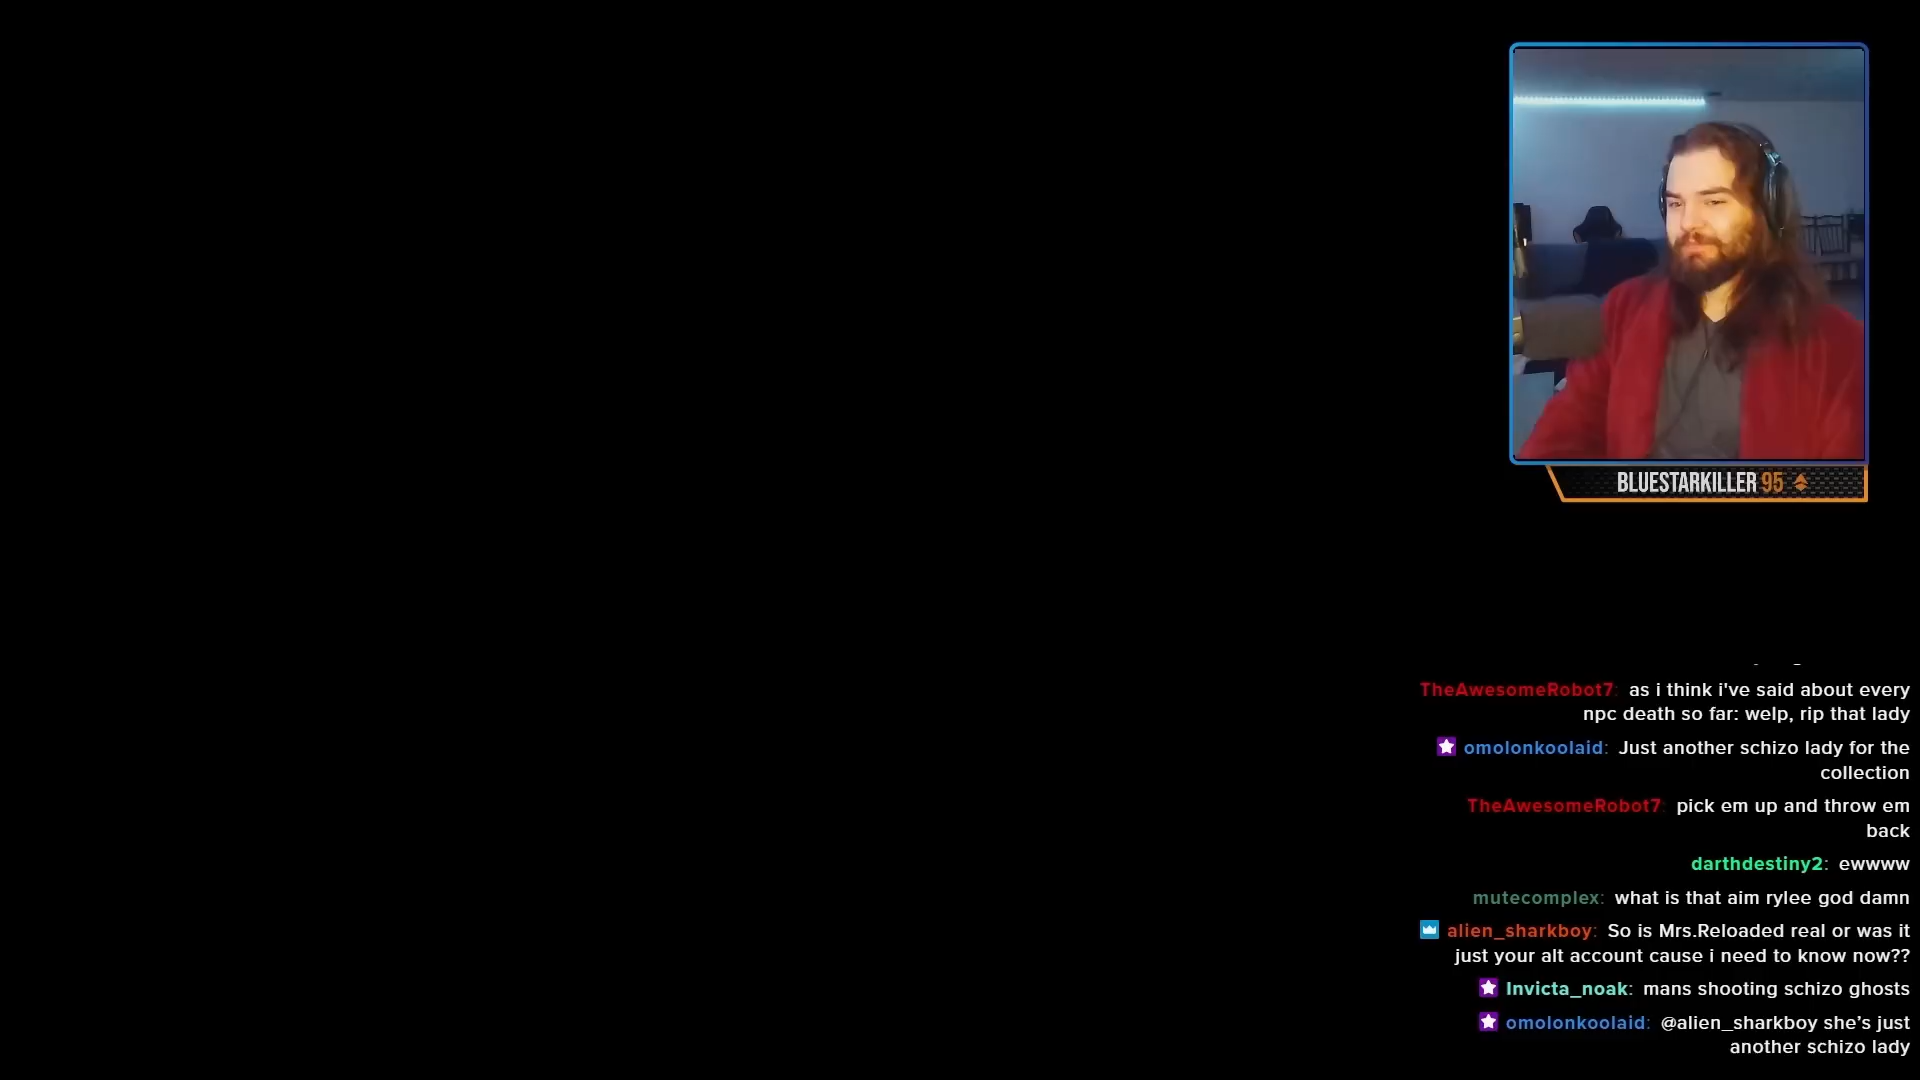 BLUESTARKILLER 95
TheAwesomeRobot7: as i think i've said about every
npc death so far: welp, rip that lady
omolonkoolaid: Just another schizo lady for the
collection
TheAwesomeRobot7: pick em up and throw em
back
darthdestiny2: ewwww
mutecomplex: what is that aim rylee god damn
alien_sharkboy: So is Mrs.Reloaded real or was it
just your alt account cause i need to know now??
Invicta_noak: mans shooting schizo ghosts
omolonkoolaid: @alien_sharkboy she’s just
another schizo lady